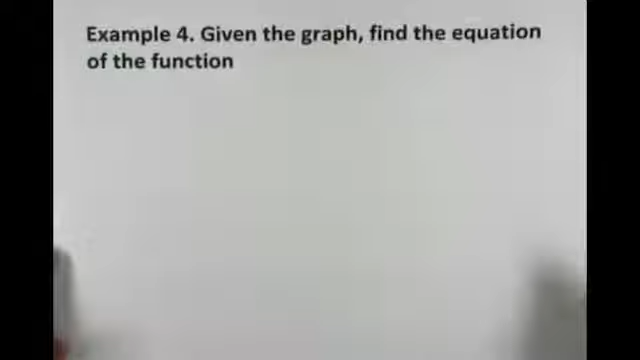 Example 4. Given the graph, find the equation
of the function